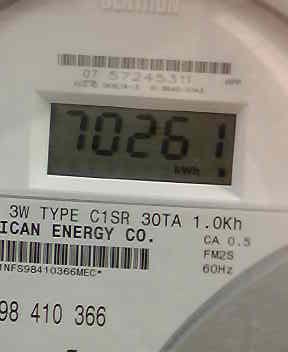 07 57245311
70261
kWh
3W TYPE C1SR 30TA 1.0Kh
ICAN ENERGY CO.
CA 0.5
FM2S
60Hz
1NFS98410366MEC*
98 410 366